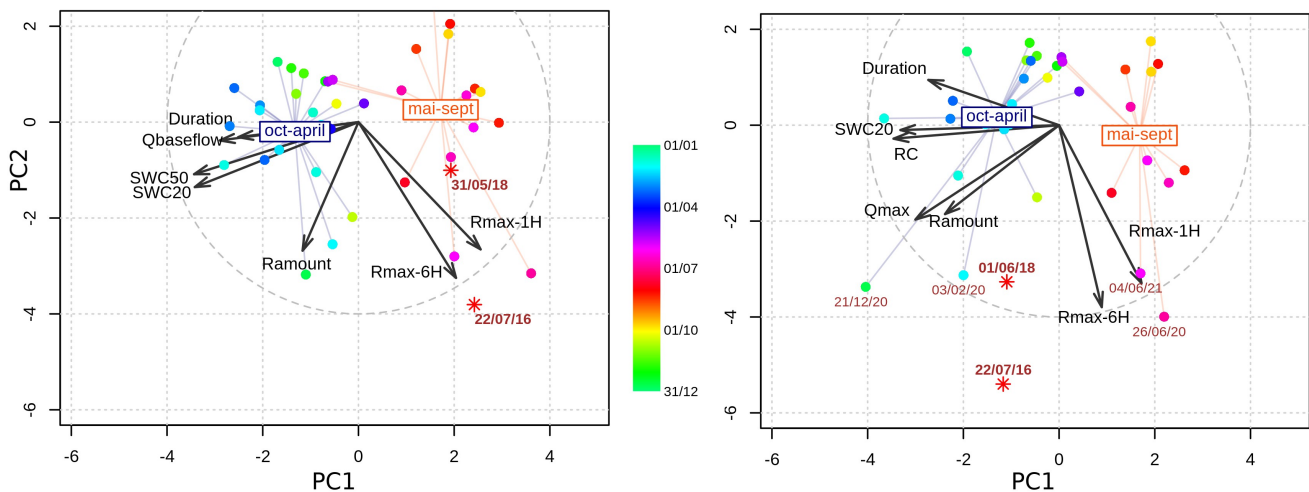 2
0
-2
-4
-6
PC2
Duration
Qbaseflow
oct-april
mai-sept
SWC50
SWC20
31/05/18
Rmax-1H
Ramount
Rmax-6H
22/07/16
-6
-4
-2
0
2
4
PC1
01/01
01/04
01/07
01/10
31/12
2
0
-2
-4
-6
Duration
oct-april
SWC20
mai-sept
RC
Qmax
Ramount
Rmax-1H
01/06/18
03/02/20
04/06/21
21/12/20
Rmax-6H
26/06/20
22/07/16
-6
-4
-2
0
2
4
PC1